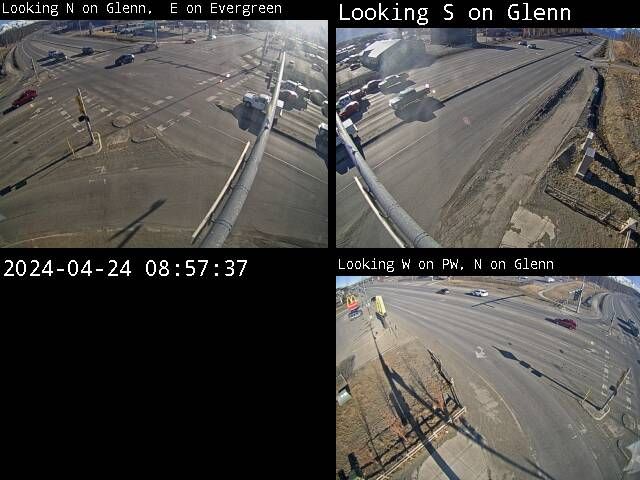 Looking N on Glenn, E on Evergreen
Looking S on Glenn
2024-04-24 08:57:37
Looking W on PW, N on Glenn